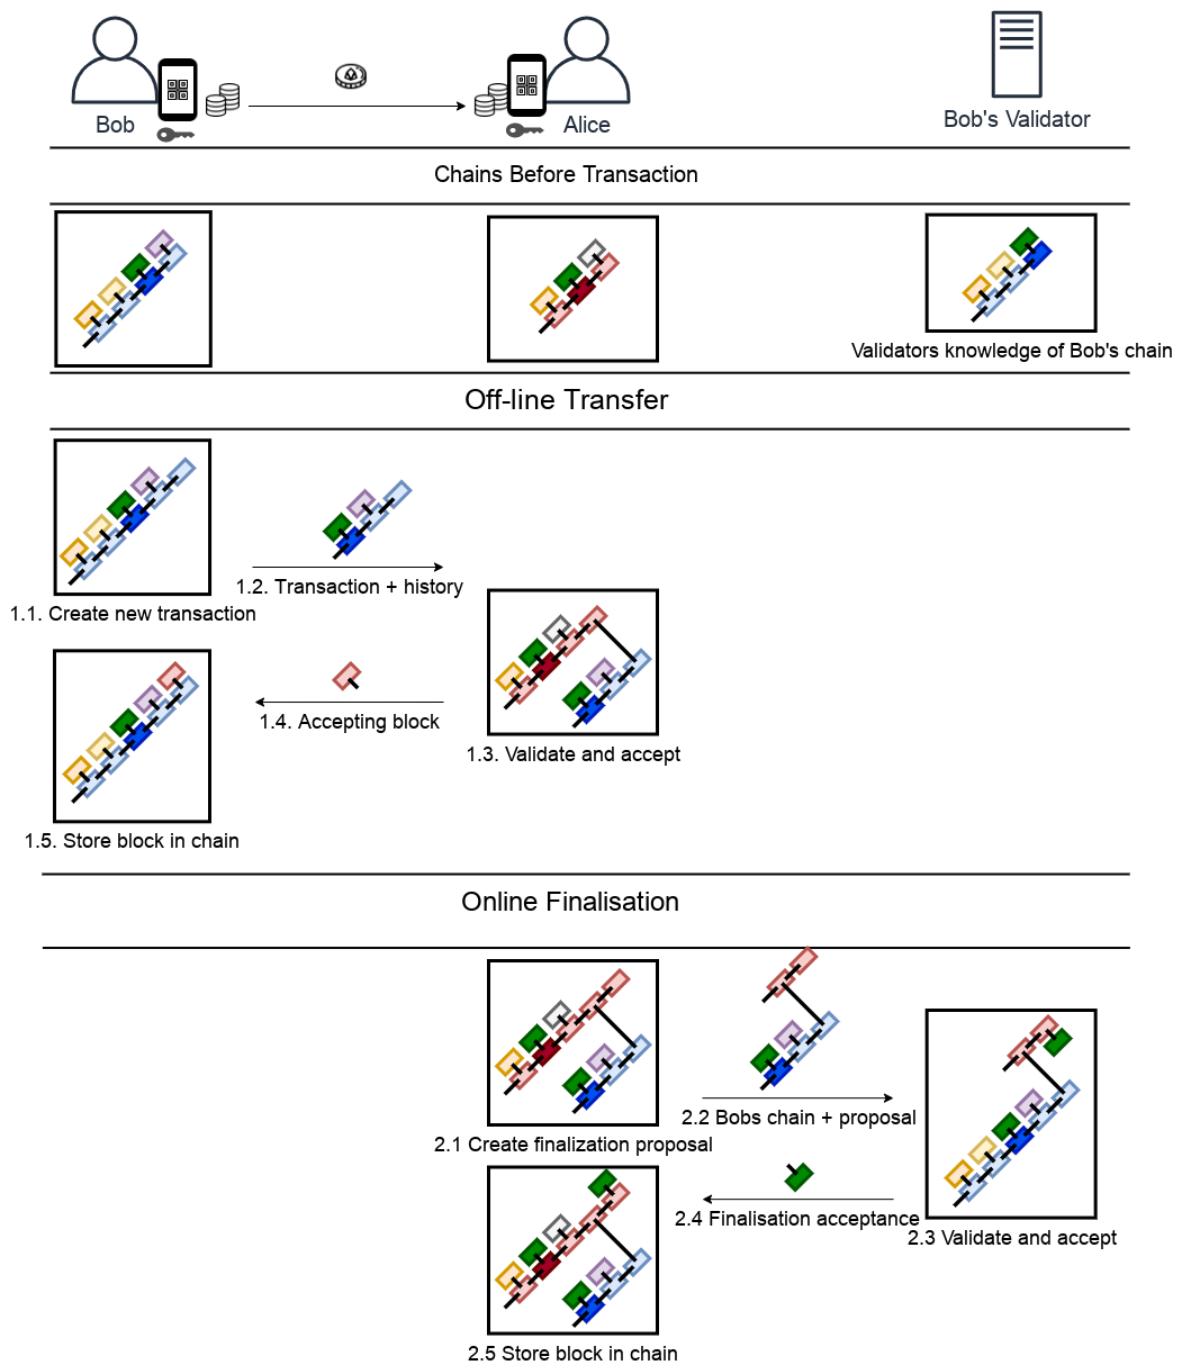 Bob
Alice
Bob's Validator
Chains Before Transaction
Validators knowledge of Bob's chain
Off-line Transfer
1.1. Create new transaction
1.2. Transaction + history
1.3. Validate and accept
1.4. Accepting block
1.5. Store block in chain
Online Finalisation
2.1 Create finalization proposal
2.2 Bobs chain + proposal
2.3 Validate and accept
2.4 Finalisation acceptance
2.5 Store block in chain